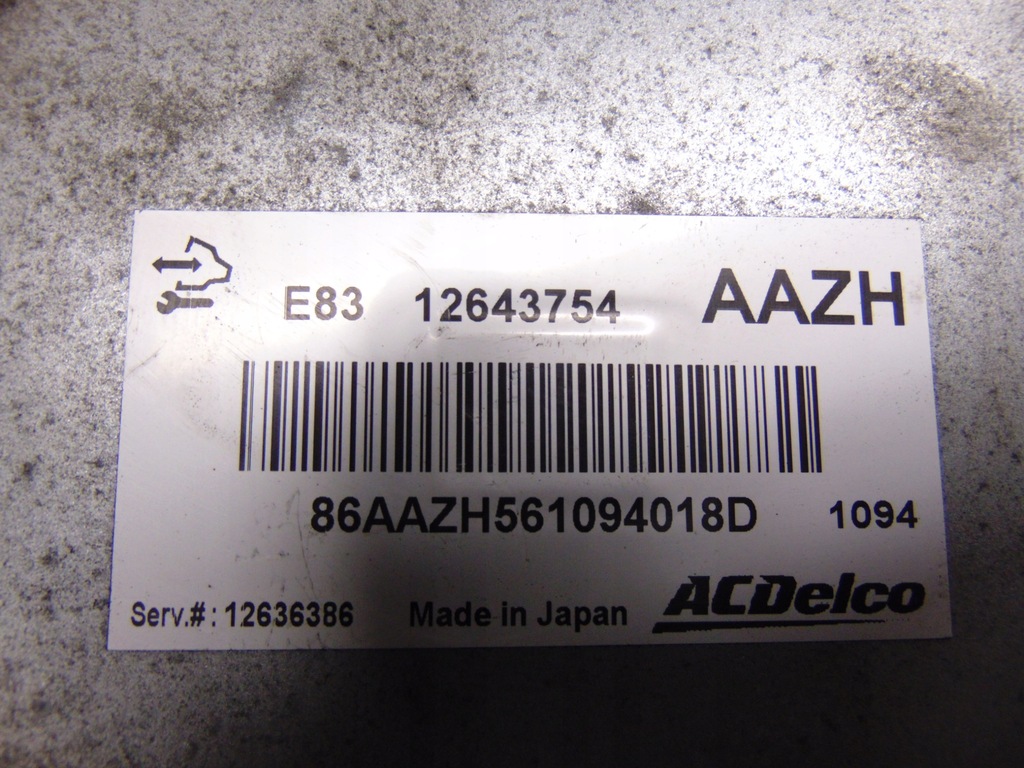 E83 12643754 AAZH
86AAZH561094018D 1094
Serv.#: 12636386 Made in Japan ACDelco